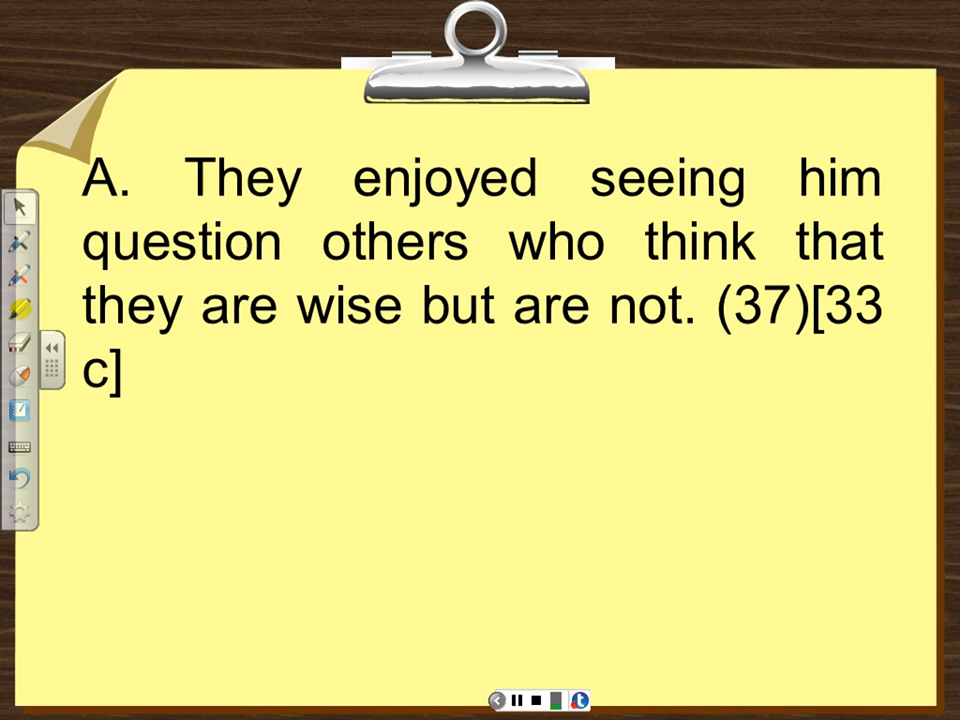 A. They enjoyed seeing him
question others who think that
they are wise but are not. (37)[33
c]